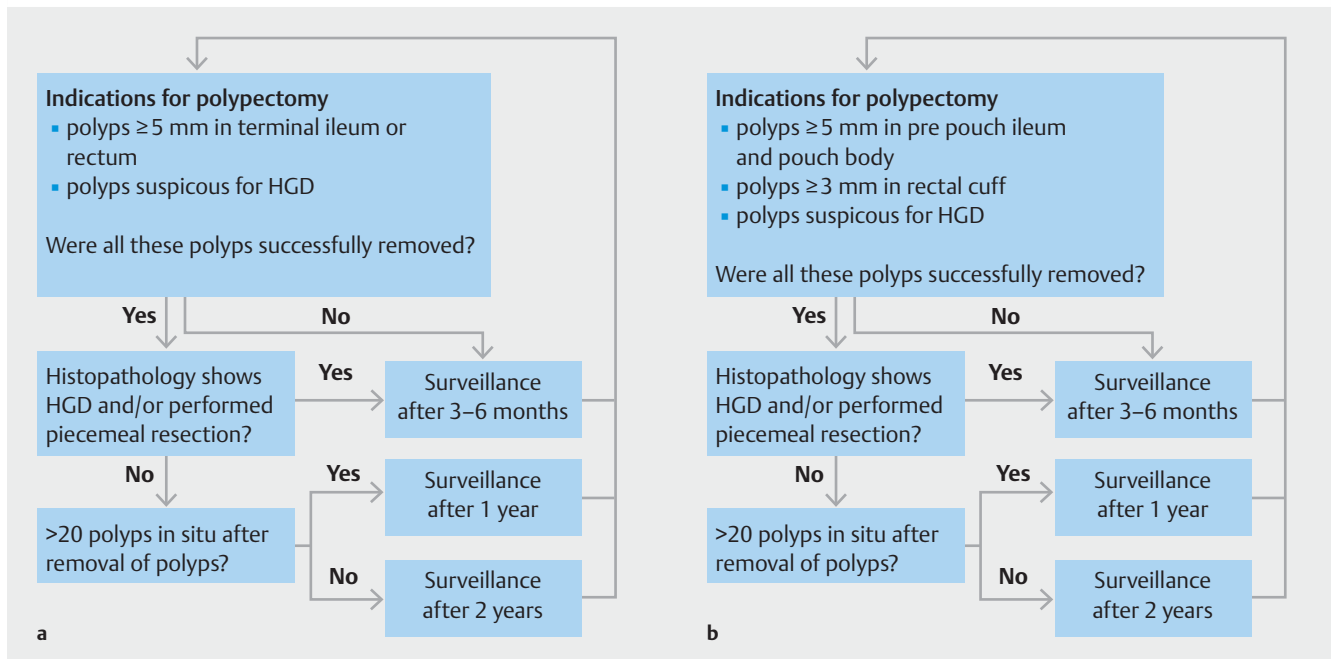 Indications for polypectomy
▪ polyps ≥5 mm in terminal ileum or
rectum
▪ polyps suspicous for HGD
Were all these polyps successfully removed?
Yes
No
Histopathology shows
HGD and/or performed
piecemeal resection?
Yes
Surveillance
after 3–6 months
No
Yes
Surveillance
after 1 year
>20 polyps in situ after
removal of polyps?
No
Surveillance
after 2 years
a
Indications for polypectomy
▪ polyps ≥5 mm in pre pouch ileum
and pouch body
▪ polyps ≥3 mm in rectal cuff
▪ polyps suspicous for HGD
Were all these polyps successfully removed?
Yes
No
Histopathology shows
HGD and/or performed
piecemeal resection?
Yes
Surveillance
after 3–6 months
No
Yes
Surveillance
after 1 year
>20 polyps in situ after
removal of polyps?
No
Surveillance
after 2 years
b